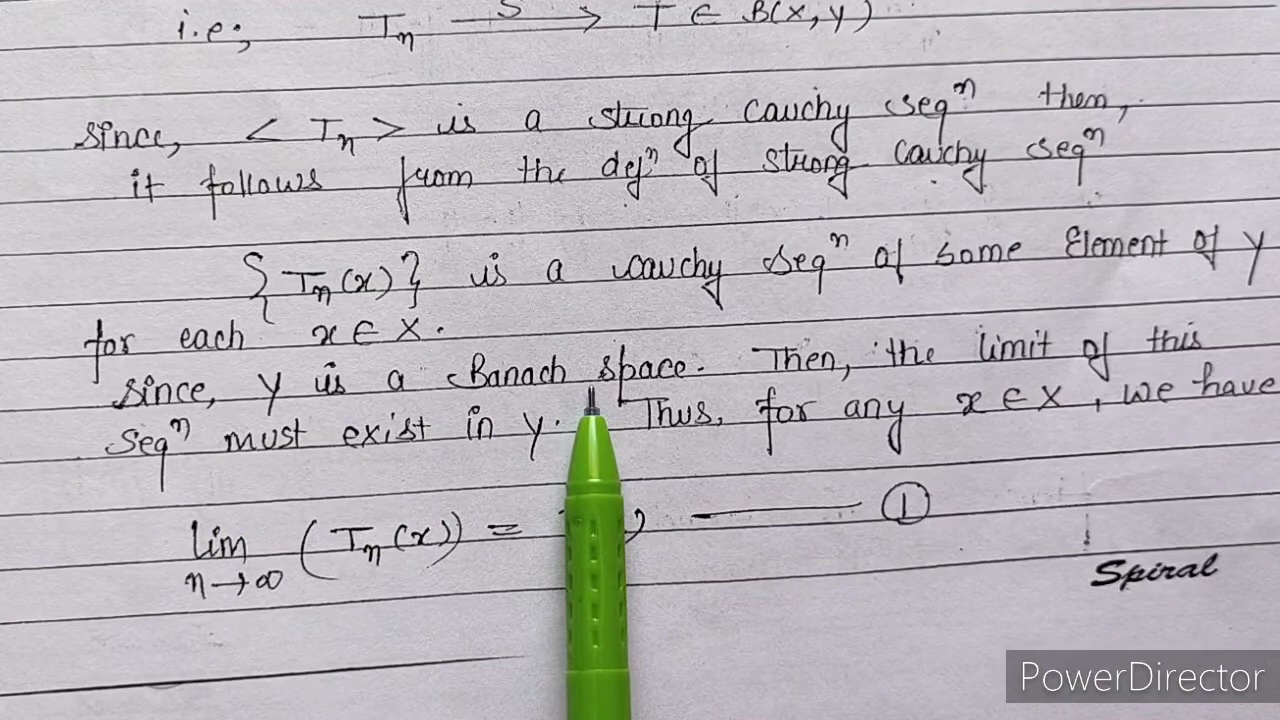 i.e., Tₙ —S→ T ∈ B(X, Y)
since, < Tₙ > is a strong cauchy seqⁿ then,
it follows from the defⁿ of strong cauchy seqⁿ
{Tₙ(x)} is a cauchy seqⁿ of some Element of Y
for each x ∈ X.
since, Y is a Banach space. Then, the limit of this
seqⁿ must exist in Y. Thus, for any x ∈ X, we have
lim n→∞ (Tₙ(x)) = ) —— ①
Spiral
PowerDirector